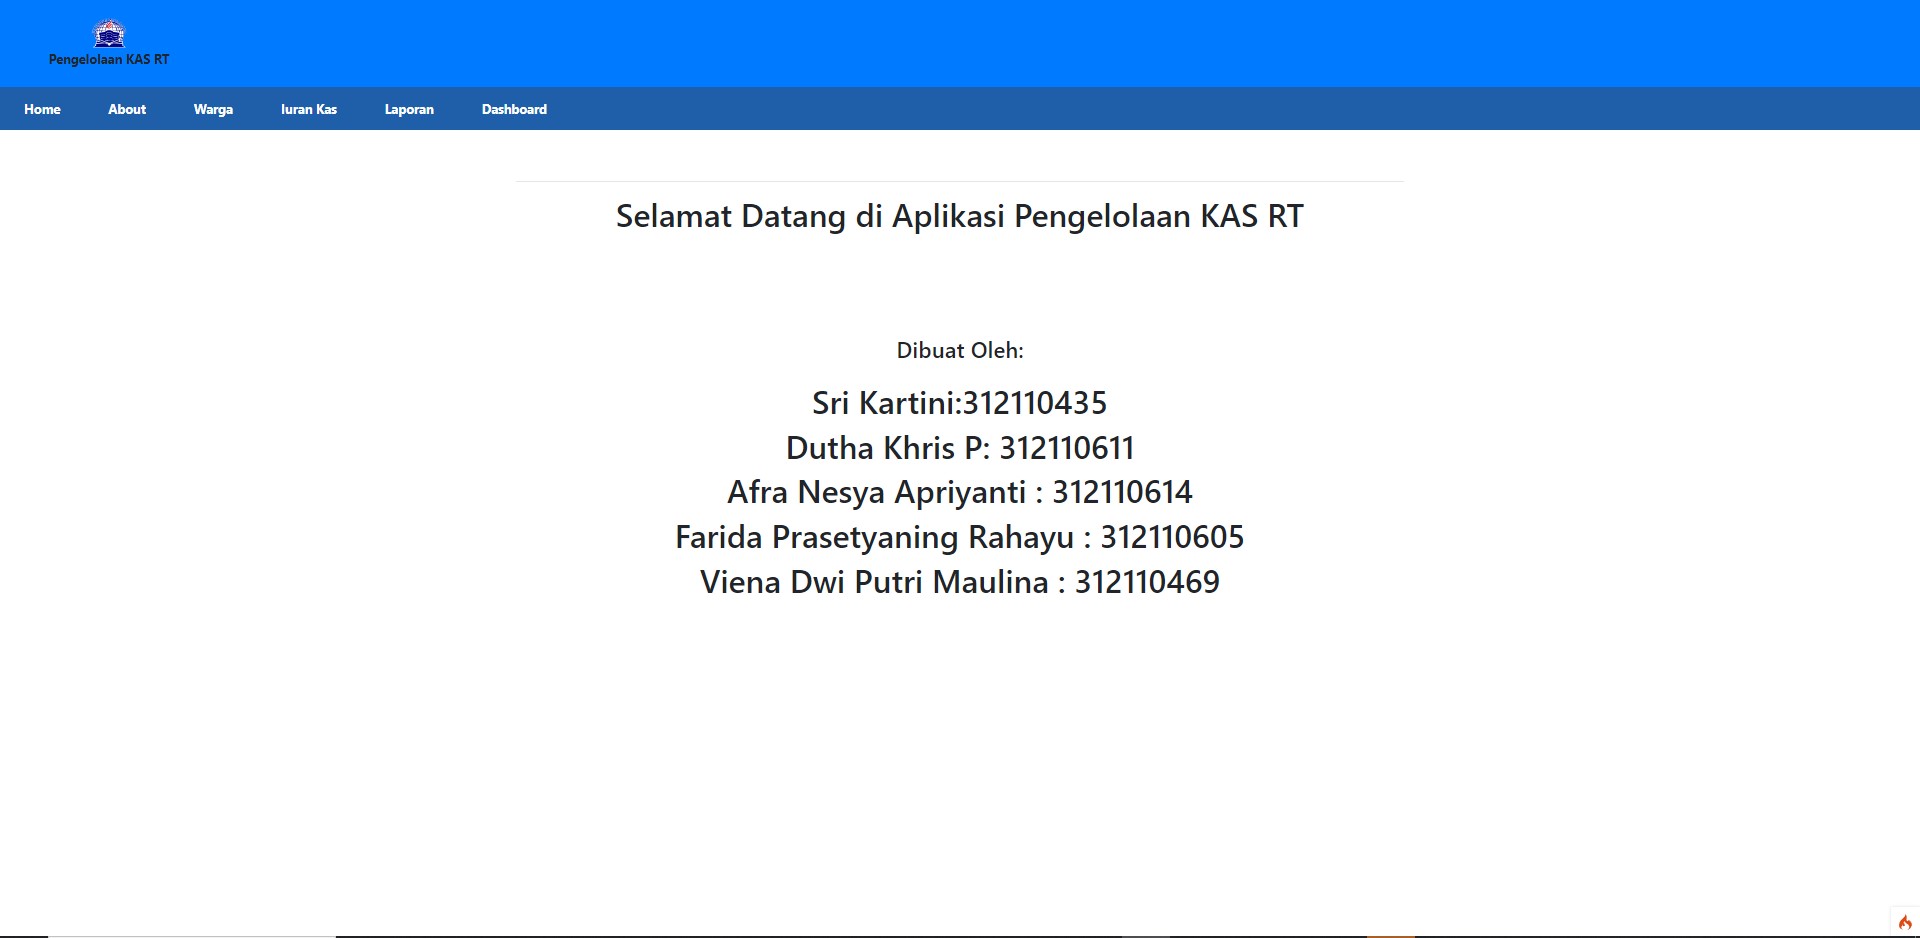 Pengelolaan KAS RT
Home About Warga Iuran Kas Laporan Dashboard
Selamat Datang di Aplikasi Pengelolaan KAS RT
Dibuat Oleh:
Sri Kartini:312110435
Dutha Khris P: 312110611
Afra Nesya Apriyanti : 312110614
Farida Prasetyaning Rahayu : 312110605
Viena Dwi Putri Maulina : 312110469